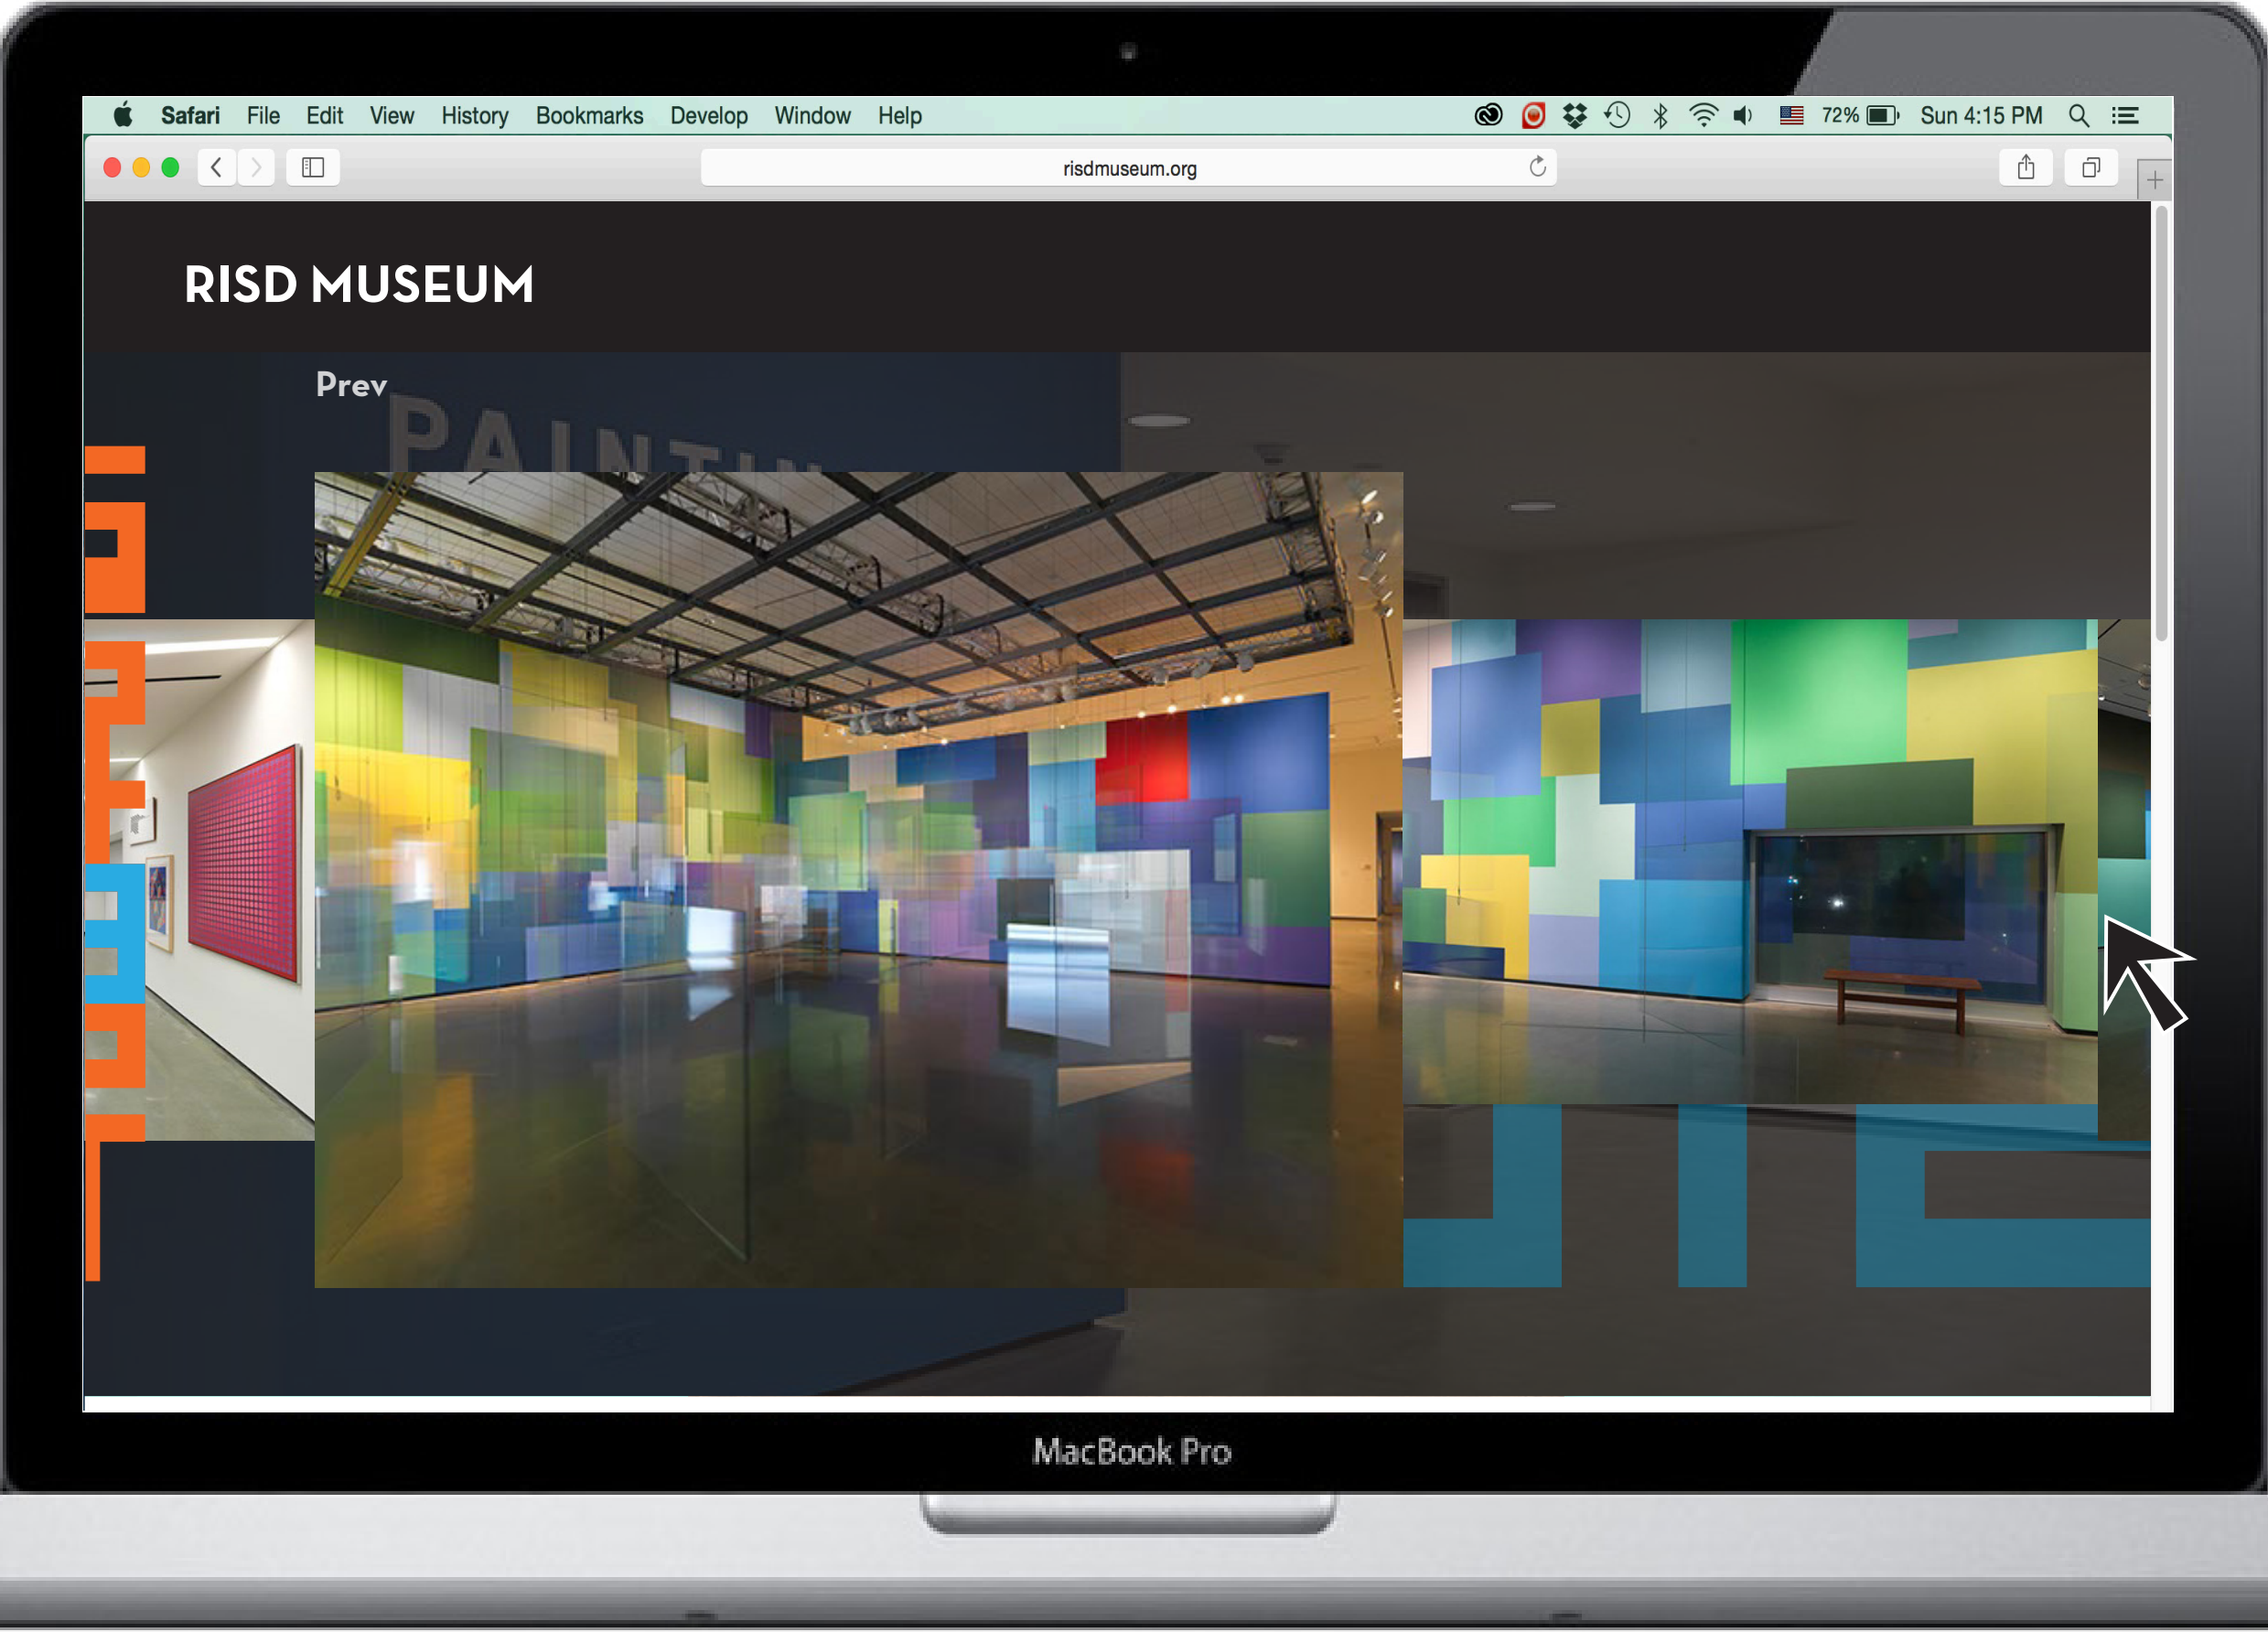 Safari File Edit View History Bookmarks Develop Window Help 72% Sun 4:15 PM
risdmuseum.org
RISD MUSEUM
Prev
MacBook Pro